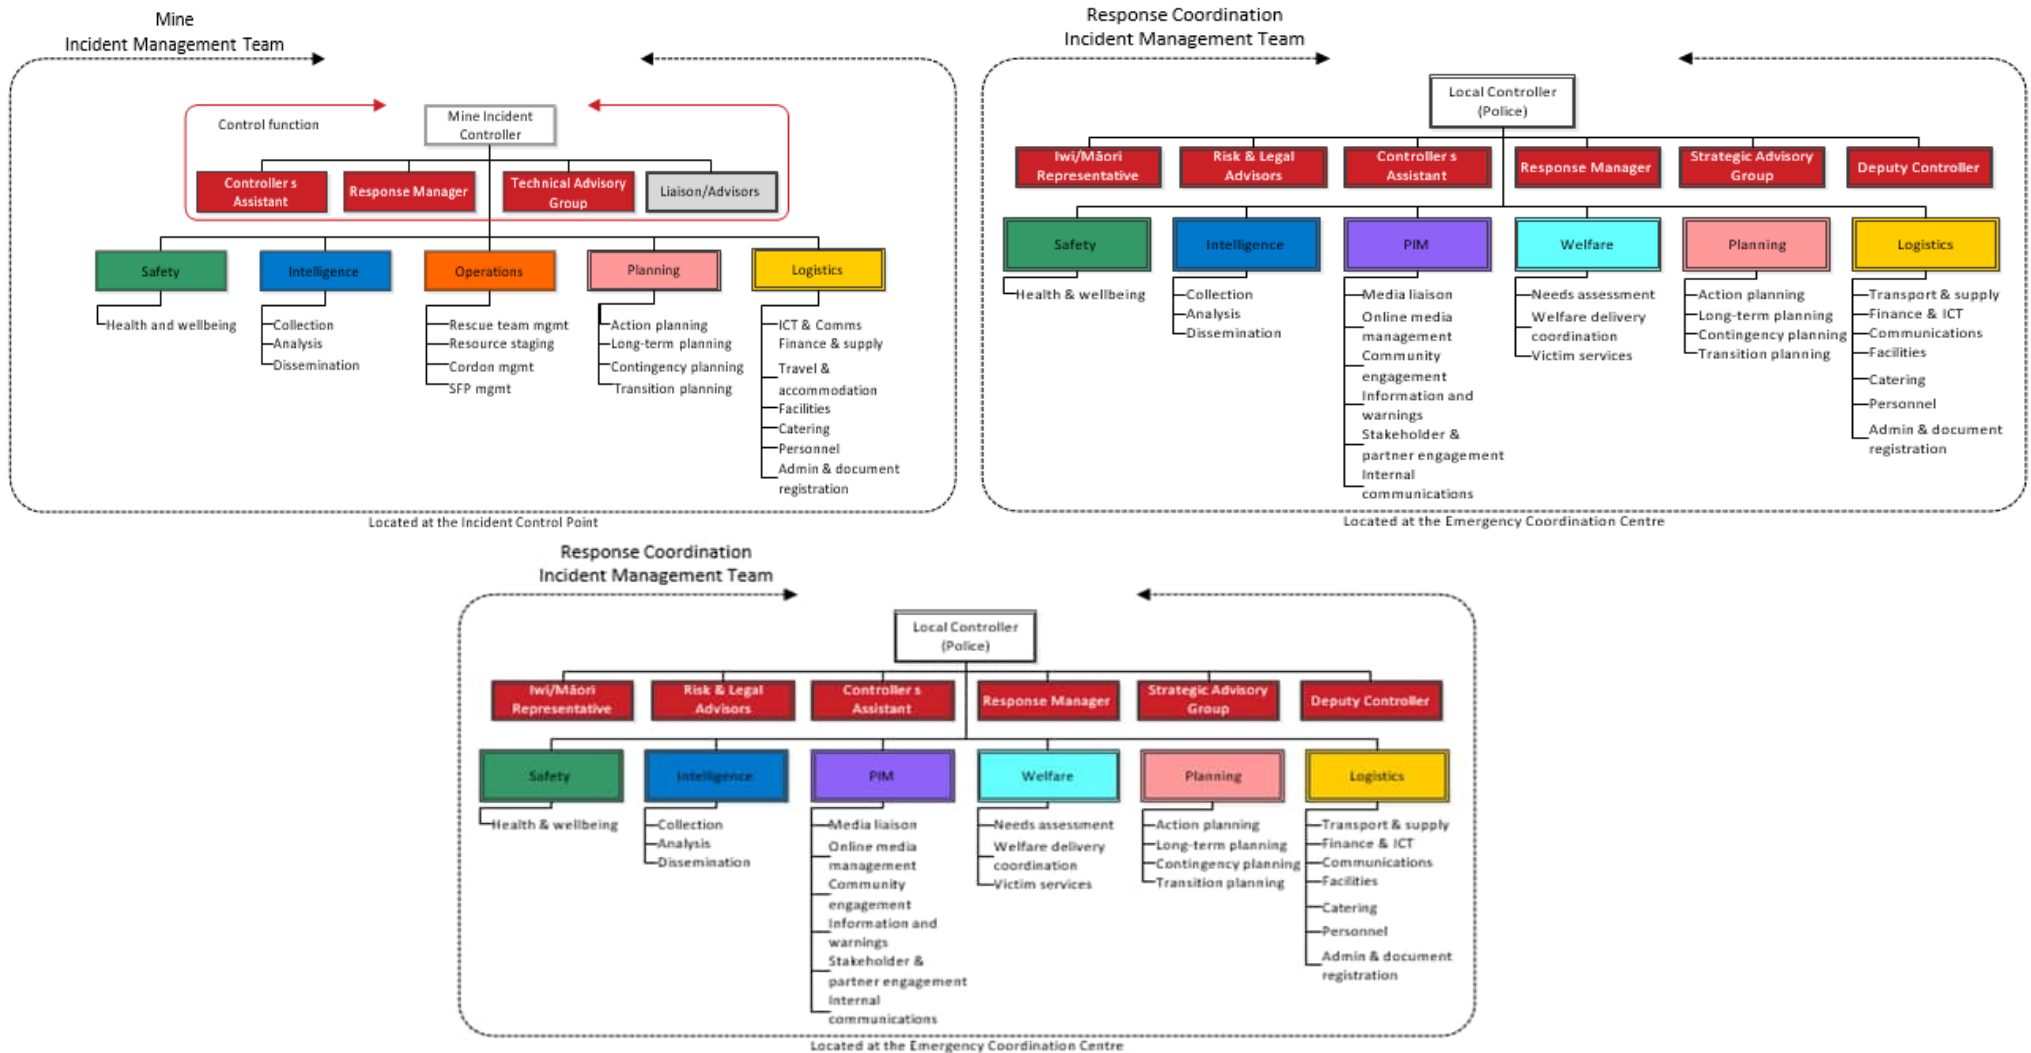 Mine
Incident Management Team
Control function
Mine Incident
Controller
Controller s
Assistant
Response Manager
Technical Advisory
Group
Liaison/Advisors
Safety
Health and wellbeing
Intelligence
Collection
Analysis
Dissemination
Operations
Rescue team mgmt
Resource staging
Cordon mgmt
SFP mgmt
Planning
Action planning
Long-term planning
Contingency planning
Transition planning
Logistics
ICT & Comms
Finance & supply
Travel &
accommodation
Facilities
Catering
Personnel
Admin & document
registration
Located at the Incident Control Point
Response Coordination
Incident Management Team
Local Controller
(Police)
Iwi/Māori
Representative
Risk & Legal
Advisors
Controller s
Assistant
Response Manager
Strategic Advisory
Group
Deputy Controller
Safety
Health & wellbeing
Intelligence
Collection
Analysis
Dissemination
PIM
Media liaison
Online media
management
Community
engagement
Information and
warnings
Stakeholder &
partner engagement
Internal
communications
Welfare
Needs assessment
Welfare delivery
coordination
Victim services
Planning
Action planning
Long-term planning
Contingency planning
Transition planning
Logistics
Transport & supply
Finance & ICT
Communications
Facilities
Catering
Personnel
Admin & document
registration
Located at the Emergency Coordination Centre
Response Coordination
Incident Management Team
Local Controller
(Police)
Iwi/Māori
Representative
Risk & Legal
Advisors
Controller s
Assistant
Response Manager
Strategic Advisory
Group
Deputy Controller
Safety
Health & wellbeing
Intelligence
Collection
Analysis
Dissemination
PIM
Media liaison
Online media
management
Community
engagement
Information and
warnings
Stakeholder &
partner engagement
Internal
communications
Welfare
Needs assessment
Welfare delivery
coordination
Victim services
Planning
Action planning
Long-term planning
Contingency planning
Transition planning
Logistics
Transport & supply
Finance & ICT
Communications
Facilities
Catering
Personnel
Admin & document
registration
Located at the Emergency Coordination Centre